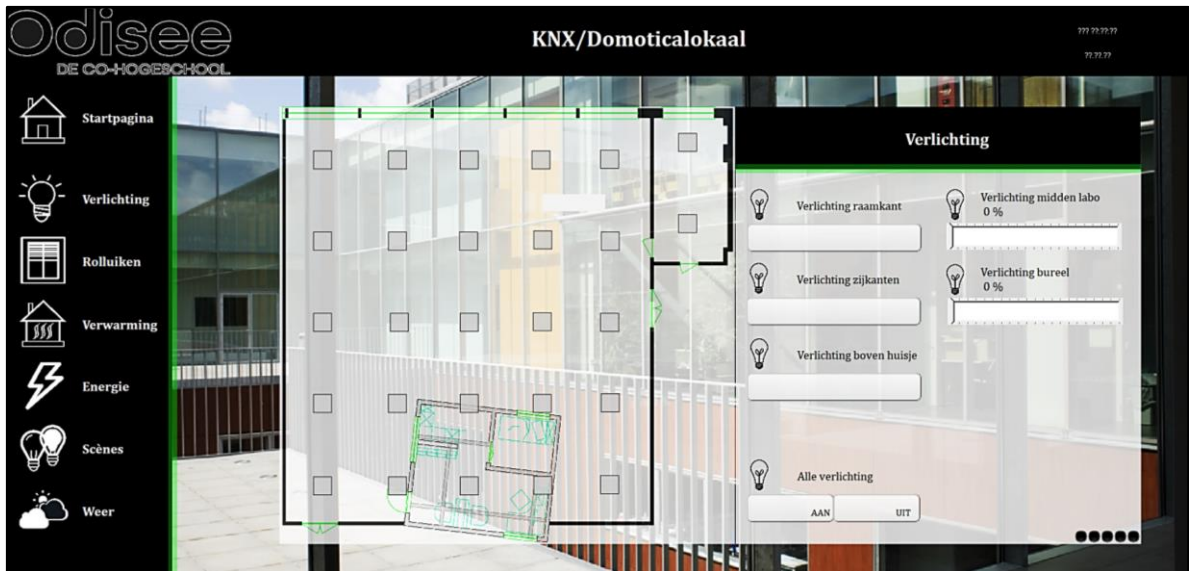 Odisee
DE CO-HOGESCHOOL
KNX/Domoticalokaal
??? ??:??:??
??.??.??
Startpagina
Verlichting
Rolluiken
Verwarming
Energie
Scènes
Weer
Verlichting
Verlichting raamkant
Verlichting midden labo
0 %
Verlichting zijkanten
Verlichting bureel
0 %
Verlichting boven huisje
Alle verlichting
AAN
UIT